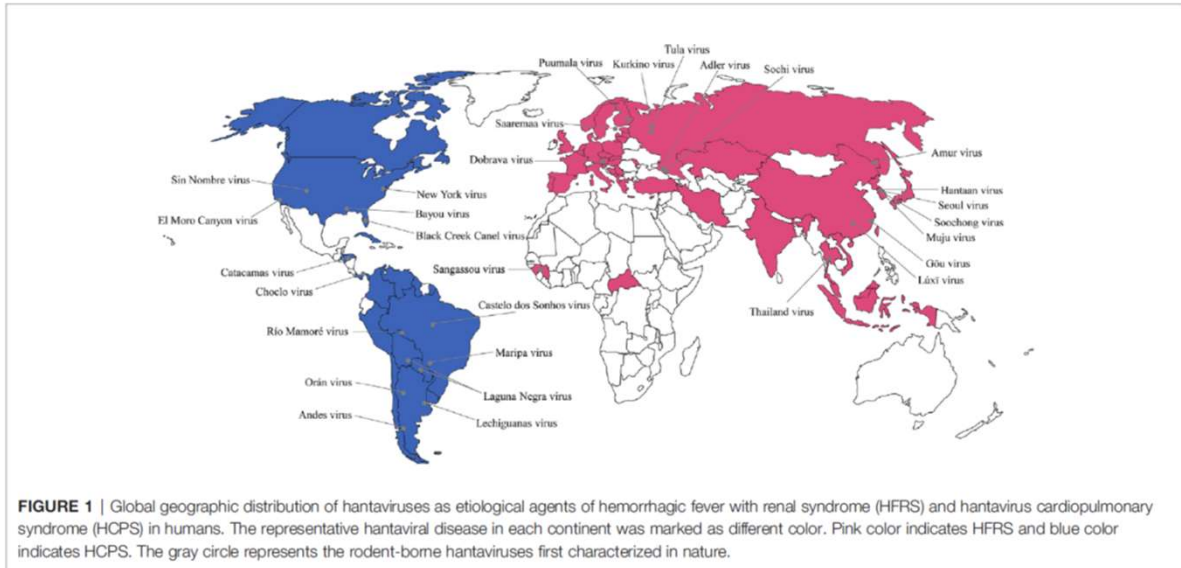 Tula virus
Puumala virus
Kurkino virus
Adler virus
Sochi virus
Saaremaa virus
Dobrava virus
Amur virus
Sin Nombre virus
New York virus
Hantaan virus
Seoul virus
El Moro Canyon virus
Bayou virus
Soochong virus
Black Creek Canel virus
Muju virus
Catacamas virus
Sangassou virus
Gōu virus
Choclo virus
Lúxī virus
Castelo dos Sonhos virus
Thailand virus
Río Mamoré virus
Maripa virus
Orán virus
Laguna Negra virus
Andes virus
Lechiguanas virus
FIGURE 1 | Global geographic distribution of hantaviruses as etiological agents of hemorrhagic fever with renal syndrome (HFRS) and hantavirus cardiopulmonary
syndrome (HCPS) in humans. The representative hantaviral disease in each continent was marked as different color. Pink color indicates HFRS and blue color
indicates HCPS. The gray circle represents the rodent-borne hantaviruses first characterized in nature.